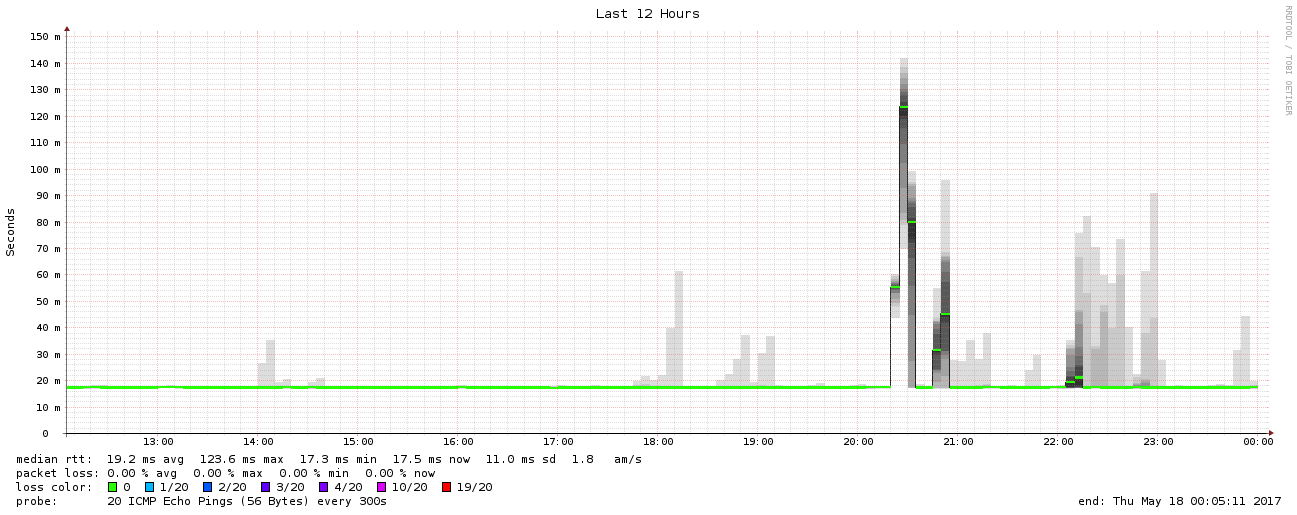 Last 12 Hours
RRDTOOL / TOBI OETIKER
Seconds
150 m
140 m
130 m
120 m
110 m
100 m
90 m
80 m
70 m
60 m
50 m
40 m
30 m
20 m
10 m
0
13:00 14:00 15:00 16:00 17:00 18:00 19:00 20:00 21:00 22:00 23:00 00:00
median rtt: 19.2 ms avg 123.6 ms max 17.3 ms min 17.5 ms now 11.0 ms sd 1.8 am/s
packet loss: 0.00 % avg 0.00 % max 0.00 % min 0.00 % now
loss color: 0 1/20 2/20 3/20 4/20 10/20 19/20
probe: 20 ICMP Echo Pings (56 Bytes) every 300s end: Thu May 18 00:05:11 2017